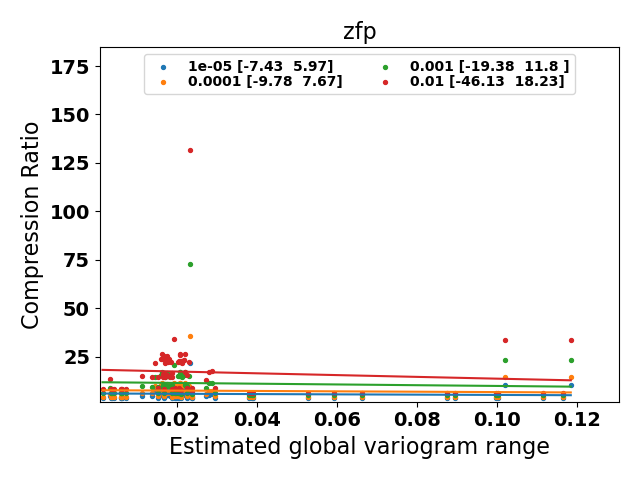 zfp
1e-05 [-7.43  5.97]
0.0001 [-9.78  7.67]
0.001 [-19.38  11.8 ]
0.01 [-46.13  18.23]
Compression Ratio
175
150
125
100
75
50
25
0.02 0.04 0.06 0.08 0.10 0.12
Estimated global variogram range